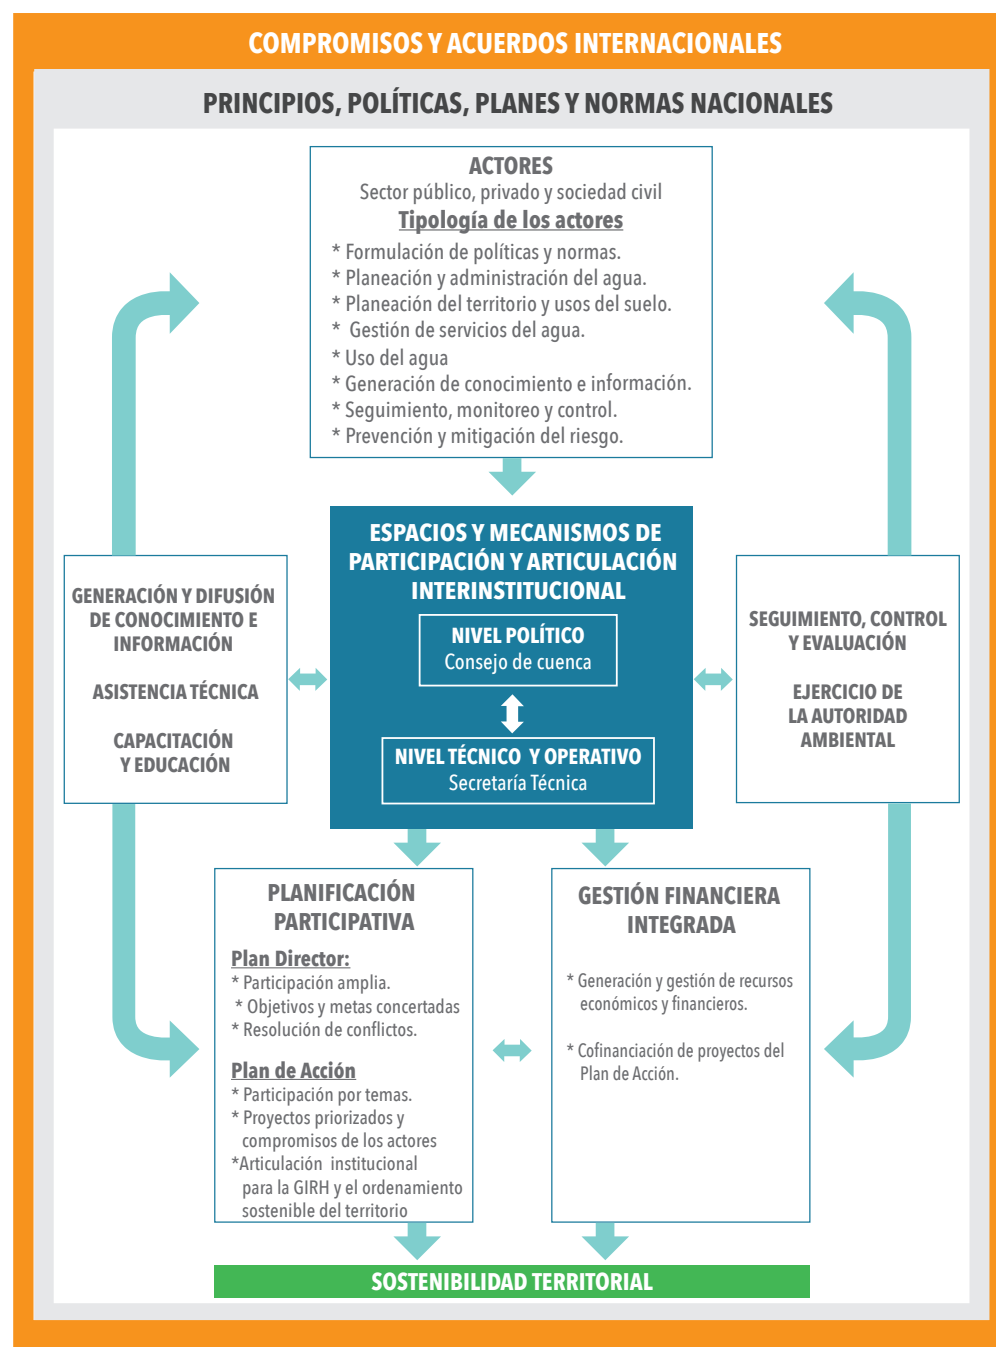 COMPROMISOS Y ACUERDOS INTERNACIONALES
PRINCIPIOS, POLÍTICAS, PLANES Y NORMAS NACIONALES
ACTORES
Sector público, privado y sociedad civil
Tipología de los actores
* Formulación de políticas y normas.
* Planeación y administración del agua.
* Planeación del territorio y usos del suelo.
* Gestión de servicios del agua.
* Uso del agua
* Generación de conocimiento e información.
* Seguimiento, monitoreo y control.
* Prevención y mitigación del riesgo.
GENERACIÓN Y DIFUSIÓN
DE CONOCIMIENTO E
INFORMACIÓN
ASISTENCIA TÉCNICA
CAPACITACIÓN
Y EDUCACIÓN
ESPACIOS Y MECANISMOS DE
PARTICIPACIÓN Y ARTICULACIÓN
INTERINSTITUCIONAL
NIVEL POLÍTICO
Consejo de cuenca
NIVEL TÉCNICO Y OPERATIVO
Secretaría Técnica
SEGUIMIENTO, CONTROL
Y EVALUACIÓN
EJERCICIO DE
LA AUTORIDAD
AMBIENTAL
PLANIFICACIÓN
PARTICIPATIVA
Plan Director:
* Participación amplia.
* Objetivos y metas concertadas
* Resolución de conflictos.
Plan de Acción
* Participación por temas.
* Proyectos priorizados y
compromisos de los actores
*Articulación institucional
para la GIRH y el ordenamiento
sostenible del territorio
GESTIÓN FINANCIERA
INTEGRADA
* Generación y gestión de recursos
económicos y financieros.
* Cofinanciación de proyectos del
Plan de Acción.
SOSTENIBILIDAD TERRITORIAL